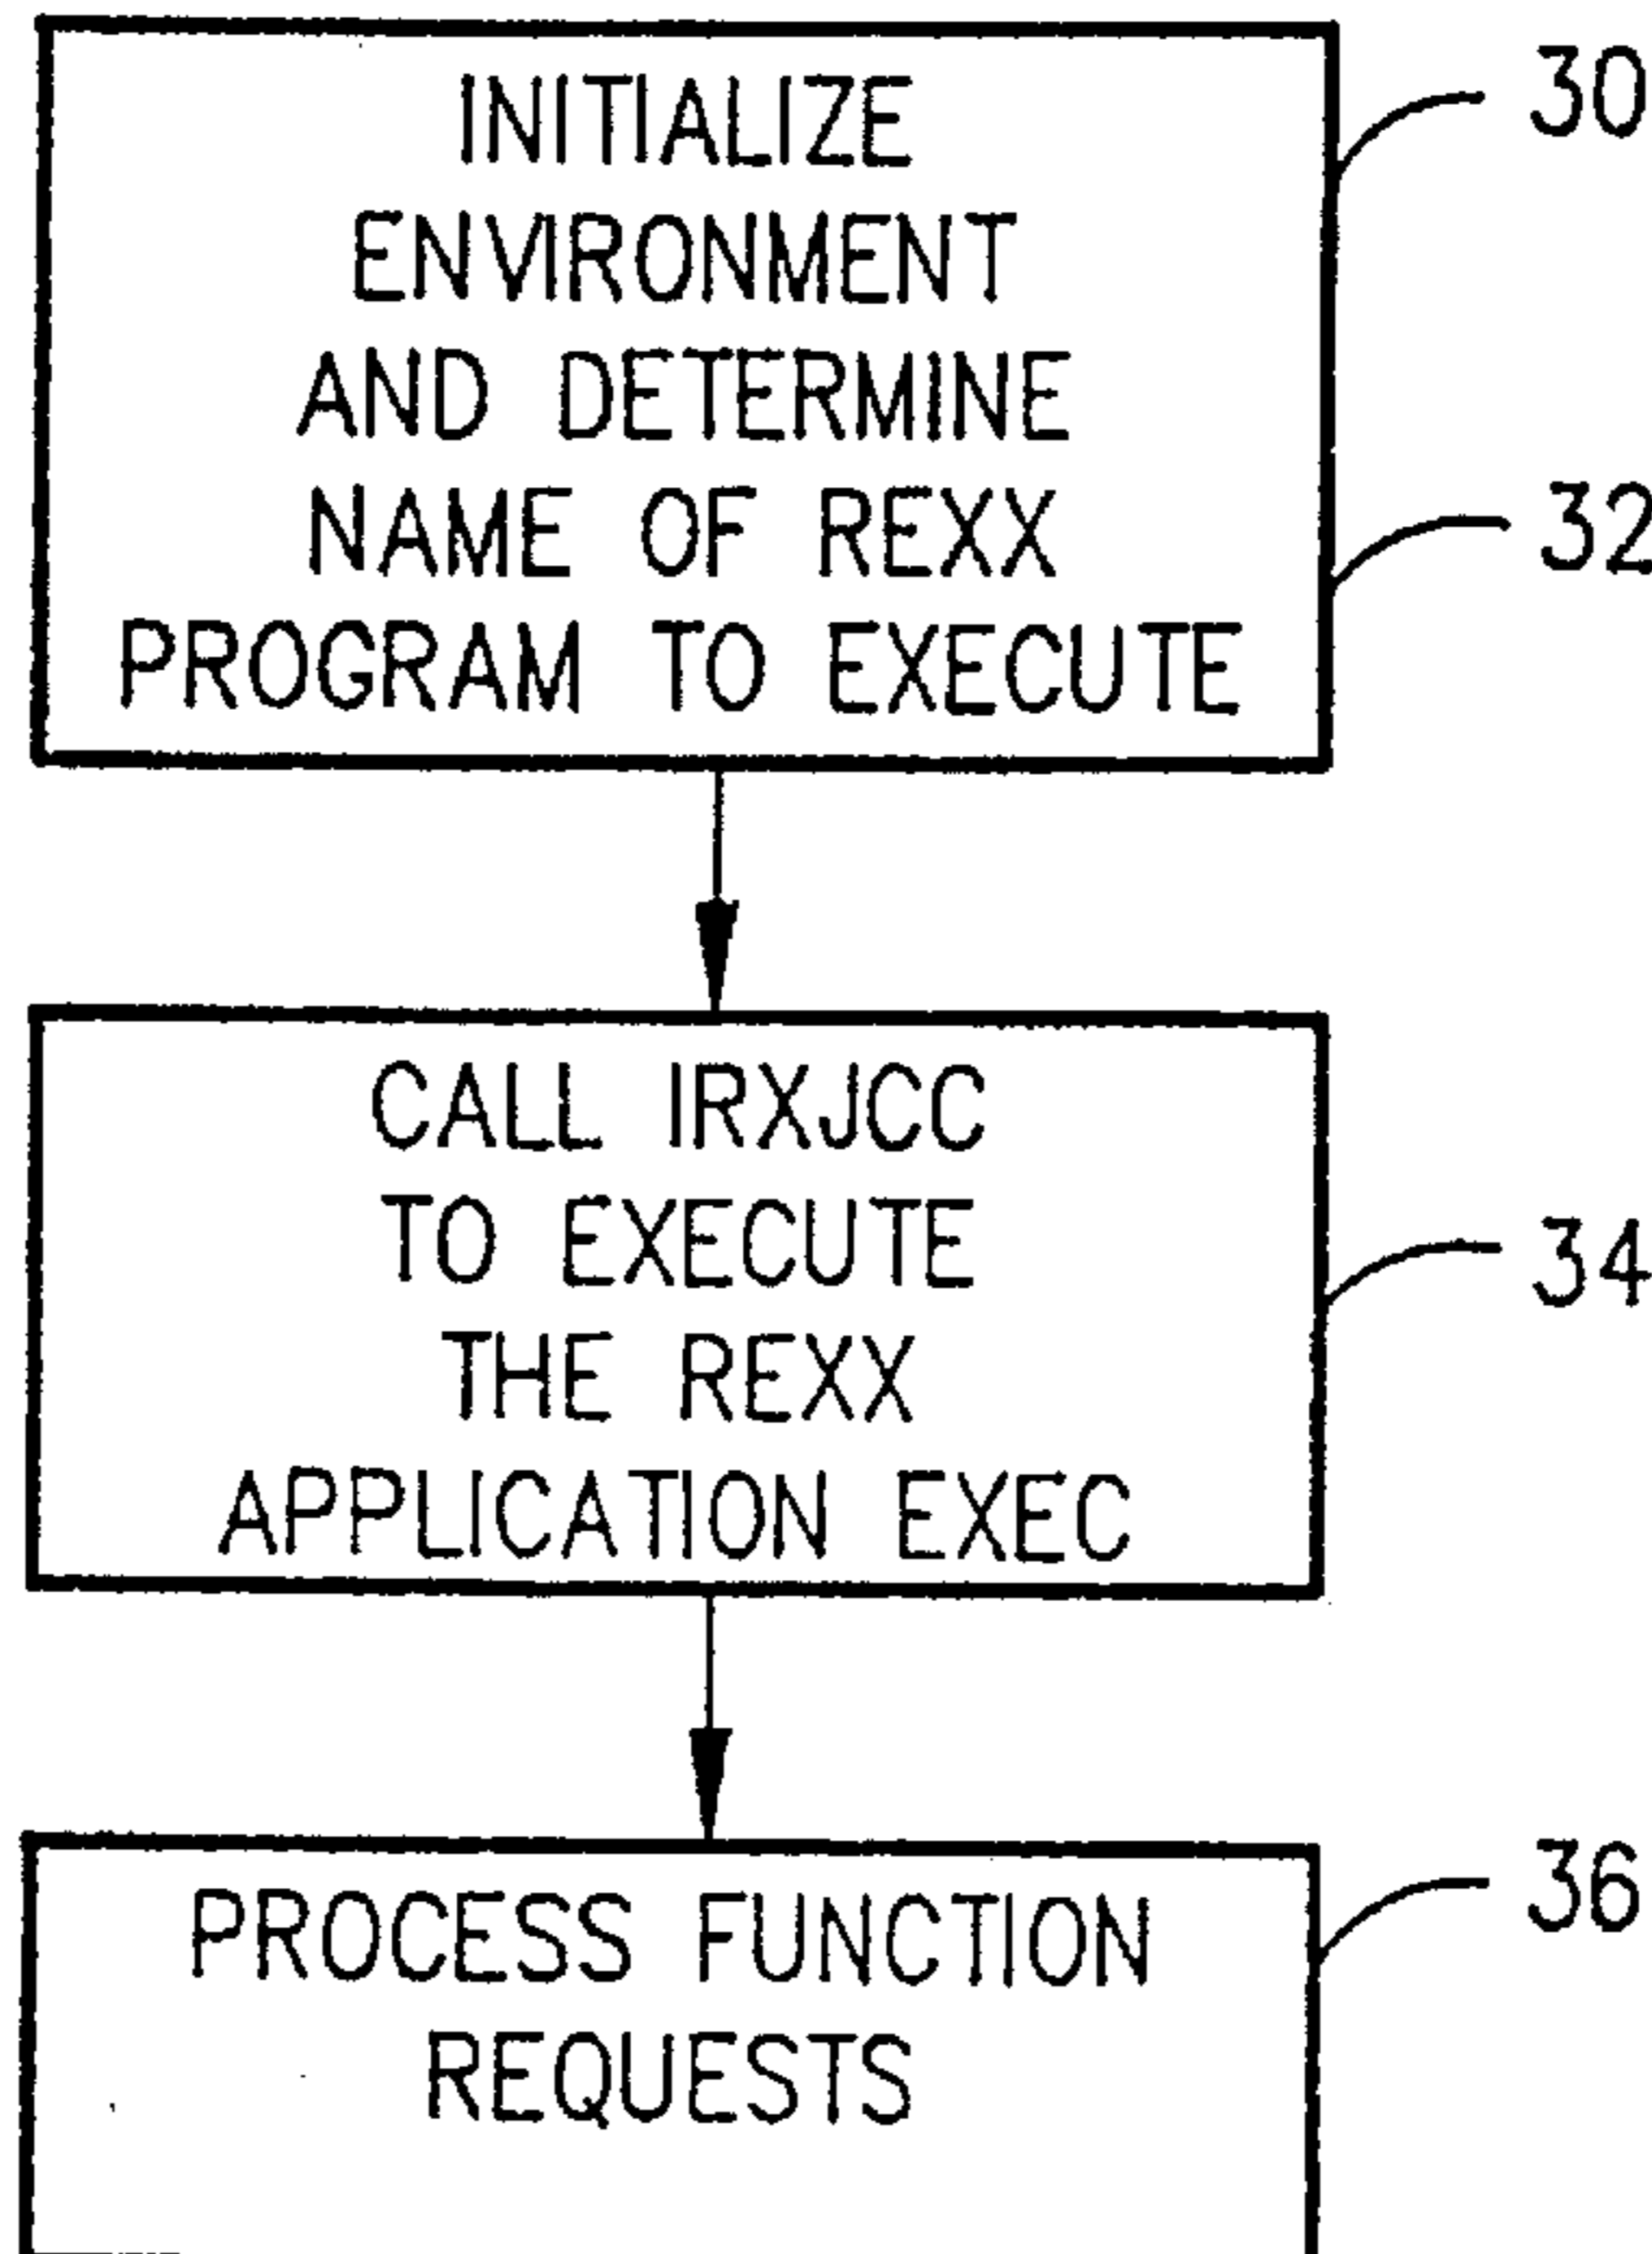 INITIALIZE
ENVIRONMENT
AND DETERMINE
NAME OF REXX
PROGRAM TO EXECUTE
30
32
CALL IRXJCC
TO EXECUTE
THE REXX
APPLICATION EXEC
34
PROCESS FUNCTION
REQUESTS
36